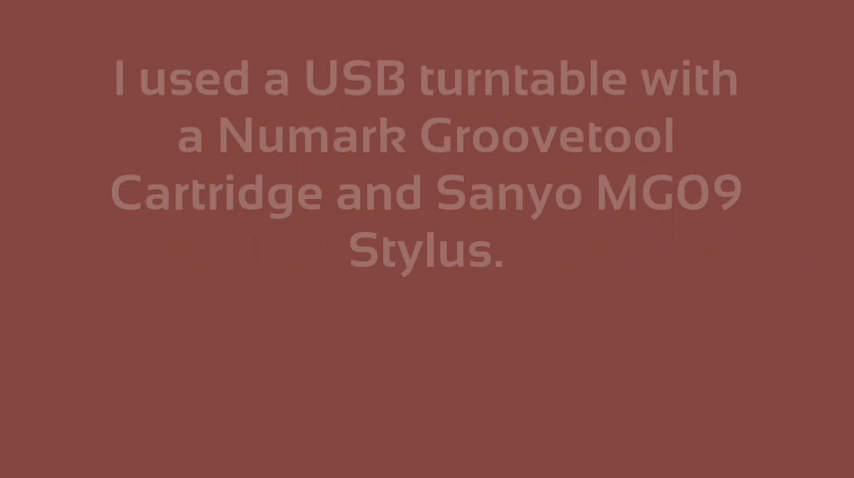 I used a USB turntable with
a Numark Groovetool
Cartridge and Sanyo MG09
Stylus.